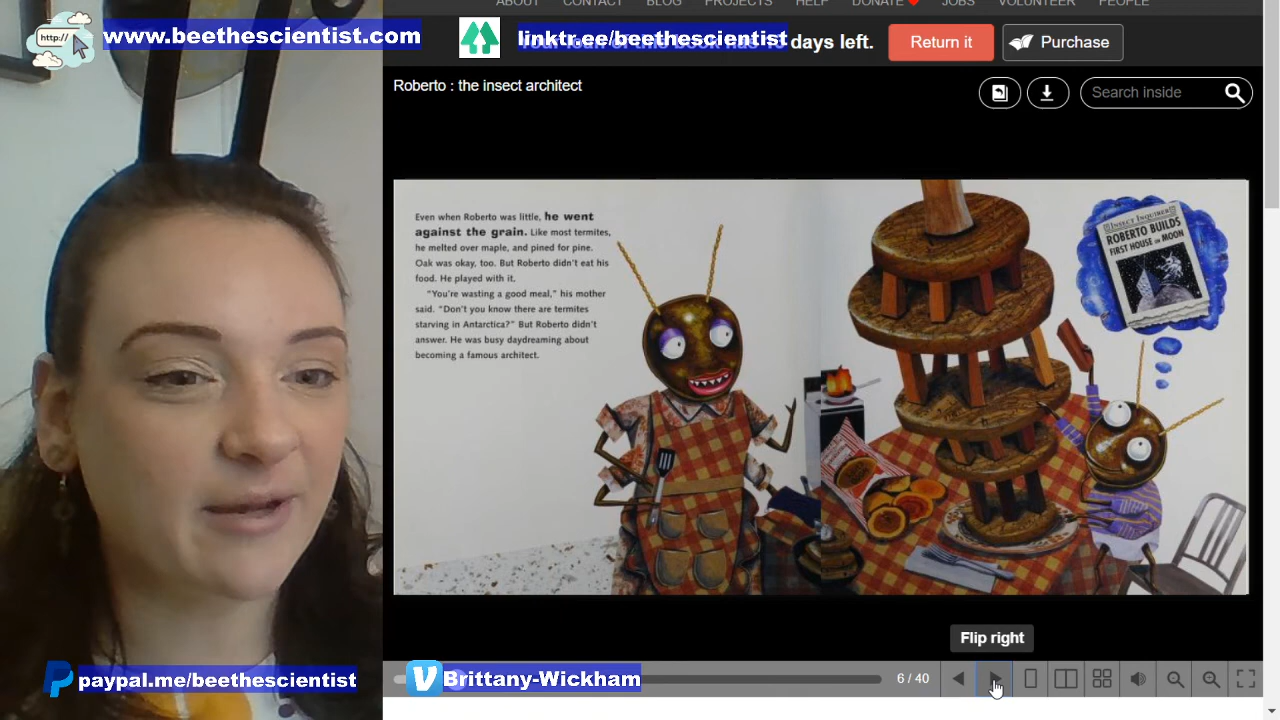 ABOUT CONTACT BLOG PROJECTS HELP DONATE JOBS VOLUNTEER PEOPLE
http://
www.beethescientist.com
linktr.ee/beethescientist
days left.
Return it
Purchase
Roberto : the insect architect
Search inside
Even when Roberto was little, he went
against the grain. Like most termites,
he melted over maple, and pined for pine.
Oak was okay, too. But Roberto didn't eat his
food. He played with it.
"You're wasting a good meal," his mother
said. "Don't you know there are termites
starving in Antarctica?" But Roberto didn't
answer. He was busy daydreaming about
becoming a famous architect.
INSECT INQUIRER
ROBERTO BUILDS
FIRST HOUSE ON MOON
Flip right
paypal.me/beethescientist
Brittany-Wickham
6 / 40